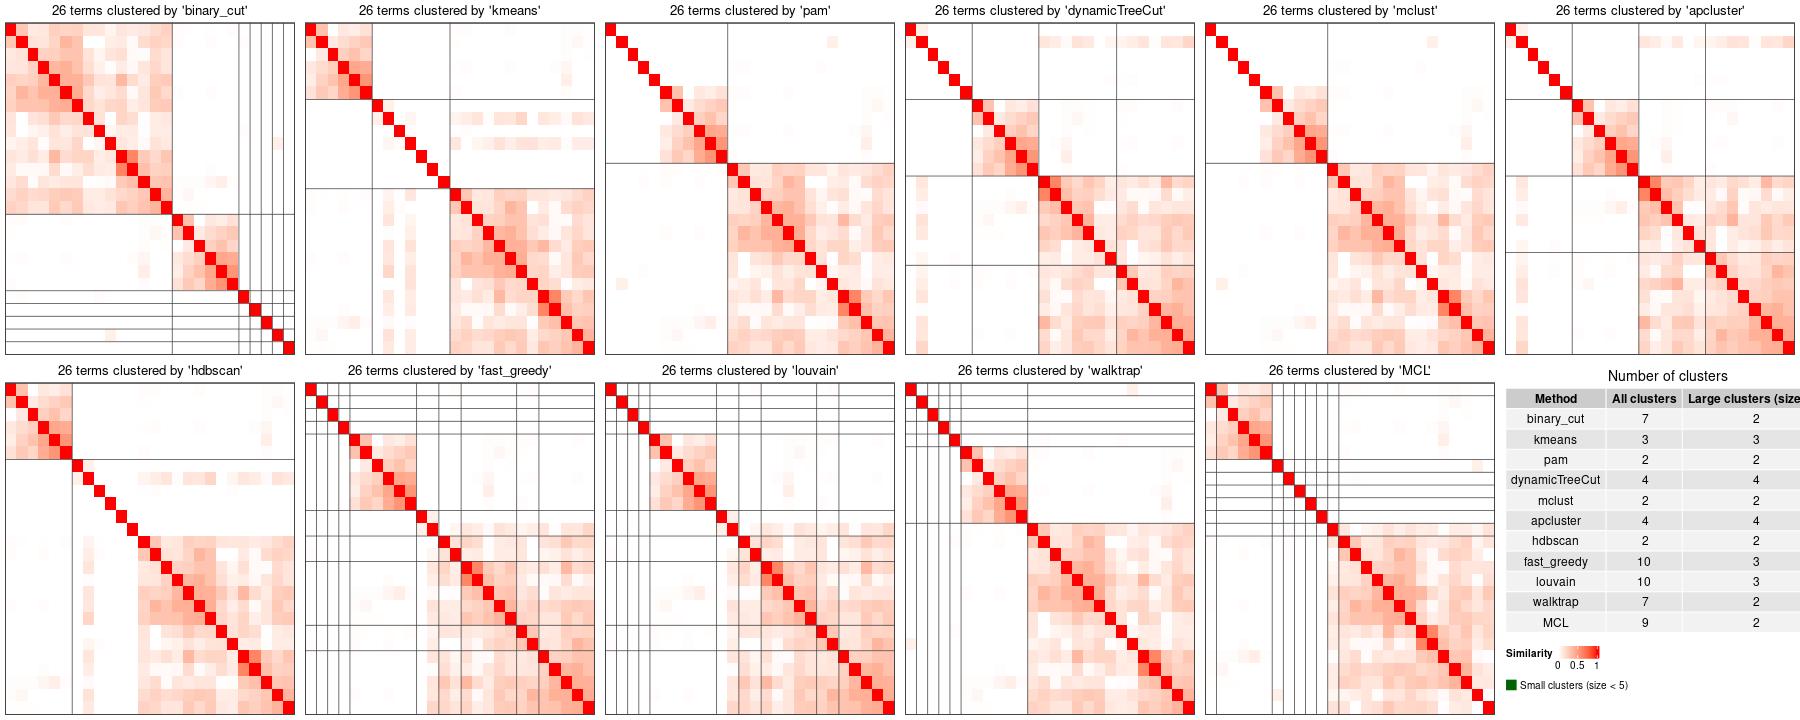 26 terms clustered by 'binary_cut'
26 terms clustered by 'kmeans'
26 terms clustered by 'pam'
26 terms clustered by 'dynamicTreeCut'
26 terms clustered by 'mclust'
26 terms clustered by 'apcluster'
26 terms clustered by 'hdbscan'
26 terms clustered by 'fast_greedy'
26 terms clustered by 'louvain'
26 terms clustered by 'walktrap'
26 terms clustered by 'MCL'
Number of clusters
Method All clusters Large clusters (size
binary_cut 7 2
kmeans 3 3
pam 2 2
dynamicTreeCut 4 4
mclust 2 2
apcluster 4 4
hdbscan 2 2
fast_greedy 10 3
louvain 10 3
walktrap 7 2
MCL 9 2
Similarity
0 0.5 1
Small clusters (size < 5)